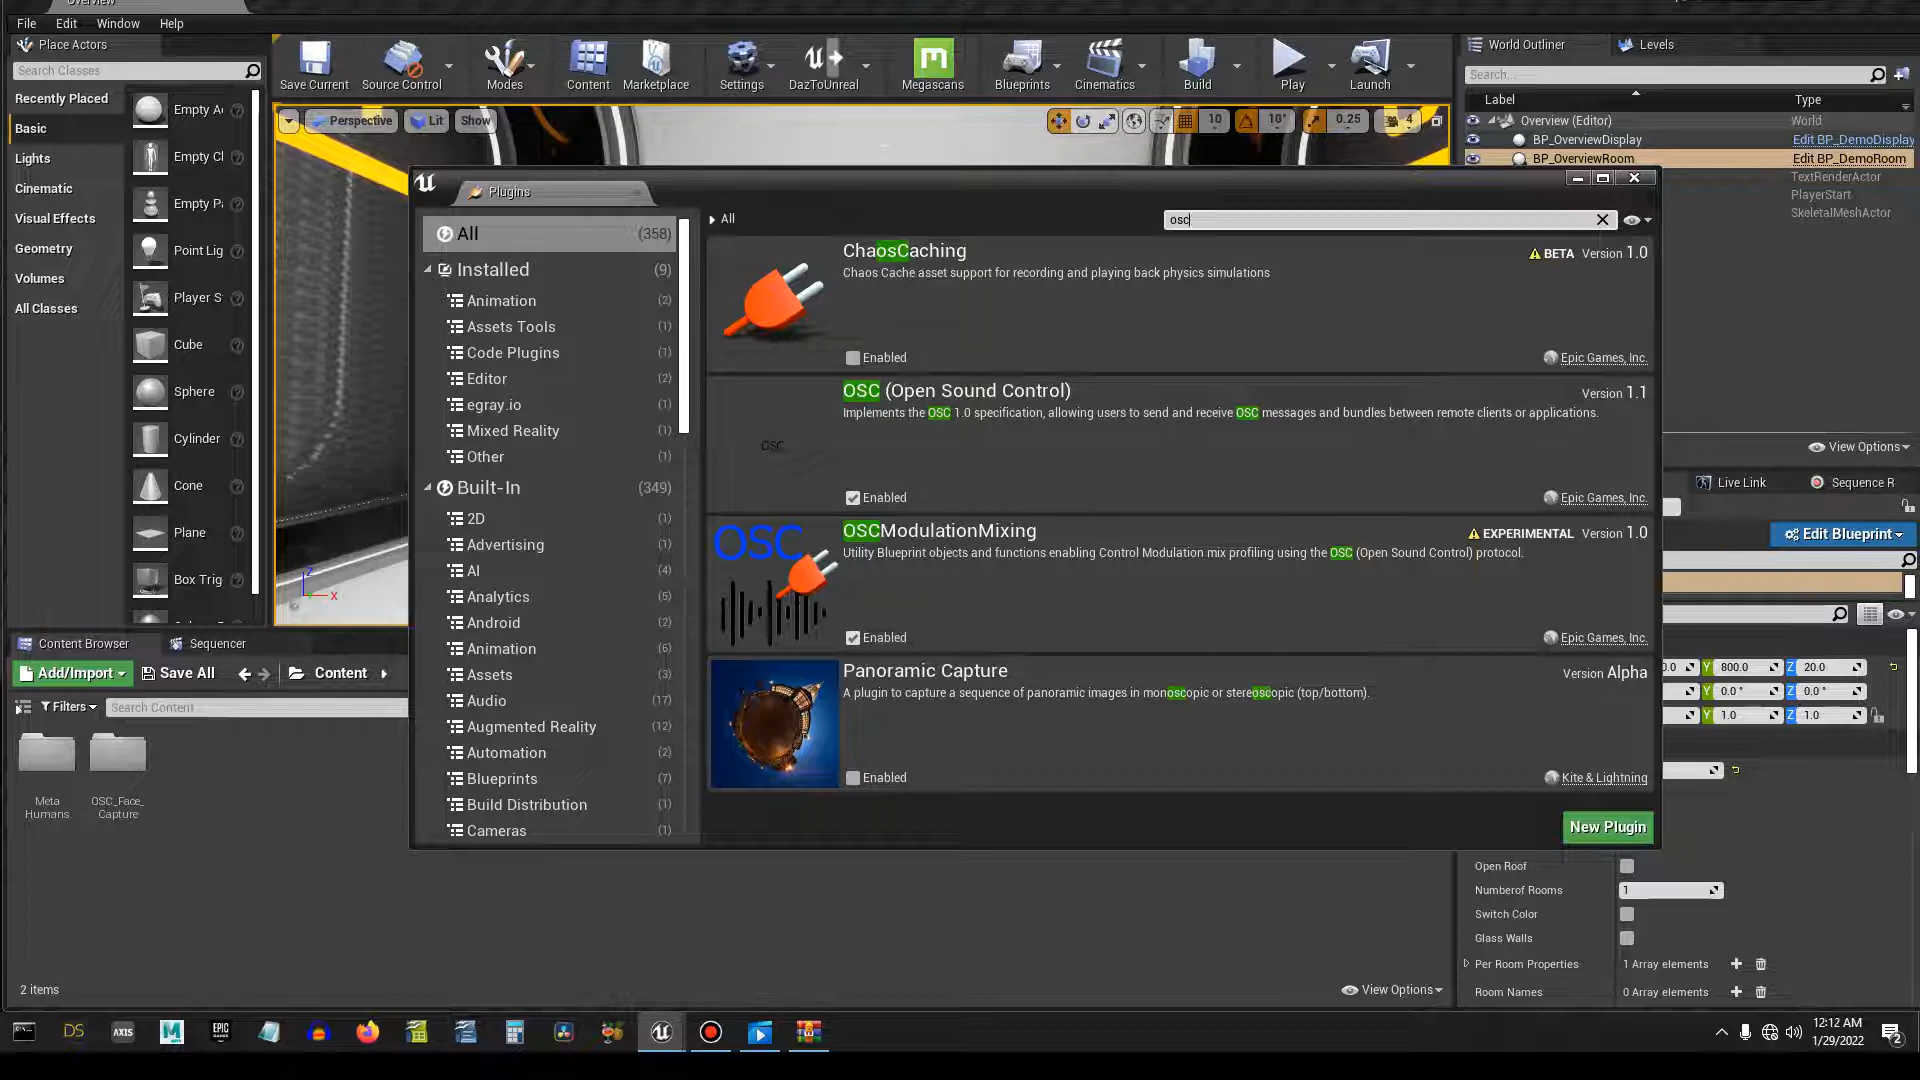 Overview
File Edit Window Help
Place Actors
Search Classes
Recently Placed
Basic
Lights
Cinematic
Visual Effects
Geometry
Volumes
All Classes
Empty A
Empty Cl
Empty P
Point Lig
Player S
Cube
Sphere
Cylinder
Cone
Plane
Box Trig
Save Current
Source Control
Modes
Content
Marketplace
Settings
DazToUnreal
Megascans
Blueprints
Cinematics
Build
Play
Launch
Perspective Lit Show
10 10° 0.25 4
World Outliner Levels
Search...
Label Type
Overview (Editor) World
BP_OverviewDisplay Edit BP_DemoDisplay
BP_OverviewRoom Edit BP_DemoRoom
TextRenderActor
PlayerStart
SkeletalMeshActor
View Options
Live Link Sequence R
Edit Blueprint
0.0 Y 800.0 Z 20.0
Y 0.0 ° Z 0.0 °
Y 1.0 Z 1.0
Open Roof
Numberof Rooms 1
Switch Color
Glass Walls
Per Room Properties 1 Array elements
Room Names 0 Array elements
Plugins
All (358)
Installed (9)
Animation (2)
Assets Tools (1)
Code Plugins (1)
Editor (2)
egray.io (1)
Mixed Reality (1)
Other (1)
Built-In (349)
2D (1)
Advertising (1)
AI (4)
Analytics (5)
Android (2)
Animation (6)
Assets (3)
Audio (17)
Augmented Reality (12)
Automation (2)
Blueprints (7)
Build Distribution (1)
Cameras (1)
All
osc
ChaosCaching
BETA Version 1.0
Chaos Cache asset support for recording and playing back physics simulations
Enabled
Epic Games, Inc.
OSC (Open Sound Control)
Version 1.1
Implements the OSC 1.0 specification, allowing users to send and receive OSC messages and bundles between remote clients or applications.
OSC
Enabled
Epic Games, Inc.
OSC
OSCModulationMixing
EXPERIMENTAL Version 1.0
Utility Blueprint objects and functions enabling Control Modulation mix profiling using the OSC (Open Sound Control) protocol.
Enabled
Epic Games, Inc.
Panoramic Capture
Version Alpha
A plugin to capture a sequence of panoramic images in monoscopic or stereoscopic (top/bottom).
Enabled
Kite & Lightning
New Plugin
Content Browser Sequencer
Add/Import Save All Content
Filters Search Content
Meta
Humans
OSC_Face_
Capture
2 items
View Options
Z
X
DS
AXIS
M
EPIC
GAMES
12:12 AM
1/29/2022
2